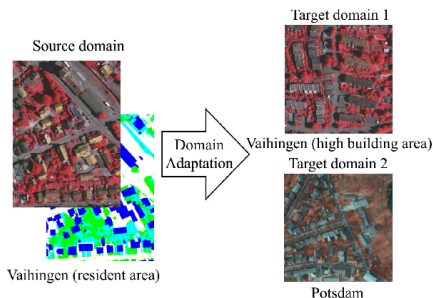 Source domain
Vaihingen (resident area)
Domain
Adaptation
Target domain 1
Vaihingen (high building area)
Target domain 2
Potsdam